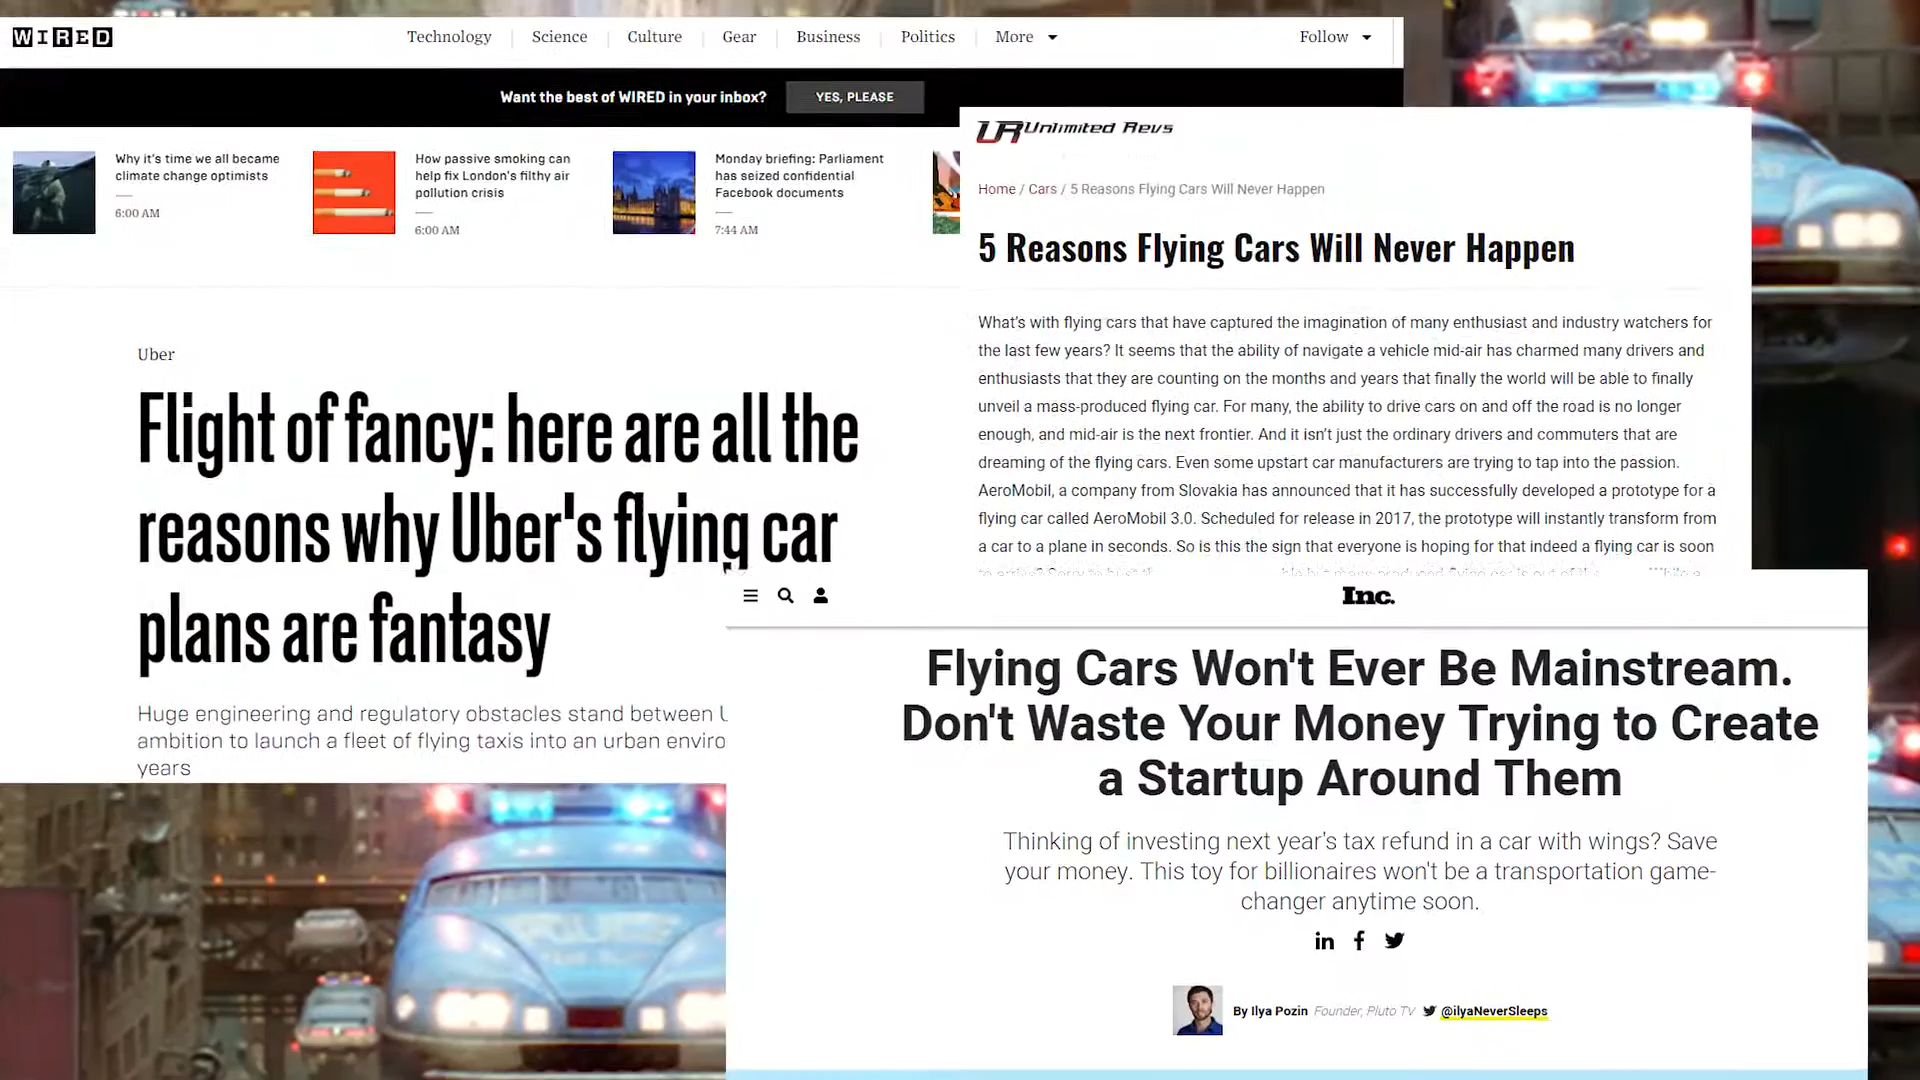 WIRED
Technology
Science
Culture
Gear
Business
Politics
More
Follow
Want the best of WIRED in your inbox?
YES, PLEASE
Why it's time we all became
climate change optimists
6:00 AM
How passive smoking can
help fix London's filthy air
pollution crisis
6:00 AM
Monday briefing: Parliament
has seized confidential
Facebook documents
7:44 AM
Uber
Flight of fancy: here are all the
reasons why Uber's flying car
plans are fantasy
Huge engineering and regulatory obstacles stand between
ambition to launch a fleet of flying taxis into an urban
years
UR Unlimited Revs
Home / Cars / 5 Reasons Flying Cars Will Never Happen
5 Reasons Flying Cars Will Never Happen
What's with flying cars that have captured the imagination of many enthusiast and industry watchers for
the last few years? It seems that the ability of navigate a vehicle mid-air has charmed many drivers and
enthusiasts that they are counting on the months and years that finally the world will be able to finally
unveil a mass-produced flying car. For many, the ability to drive cars on and off the road is no longer
enough, and mid-air is the next frontier. And it isn't just the ordinary drivers and commuters that are
dreaming of the flying cars. Even some upstart car manufacturers are trying to tap into the passion.
AeroMobil, a company from Slovakia has announced that it has successfully developed a prototype for a
flying car called AeroMobil 3.0. Scheduled for release in 2017, the prototype will instantly transform from
a car to a plane in seconds. So is this the sign that everyone is hoping for that indeed a flying car is soon
Inc.
Flying Cars Won't Ever Be Mainstream.
Don't Waste Your Money Trying to Create
a Startup Around Them
Thinking of investing next year's tax refund in a car with wings? Save
your money. This toy for billionaires won't be a transportation game-
changer anytime soon.
By Ilya Pozin Founder, Pluto TV @ilyaNeverSleeps
POLICE